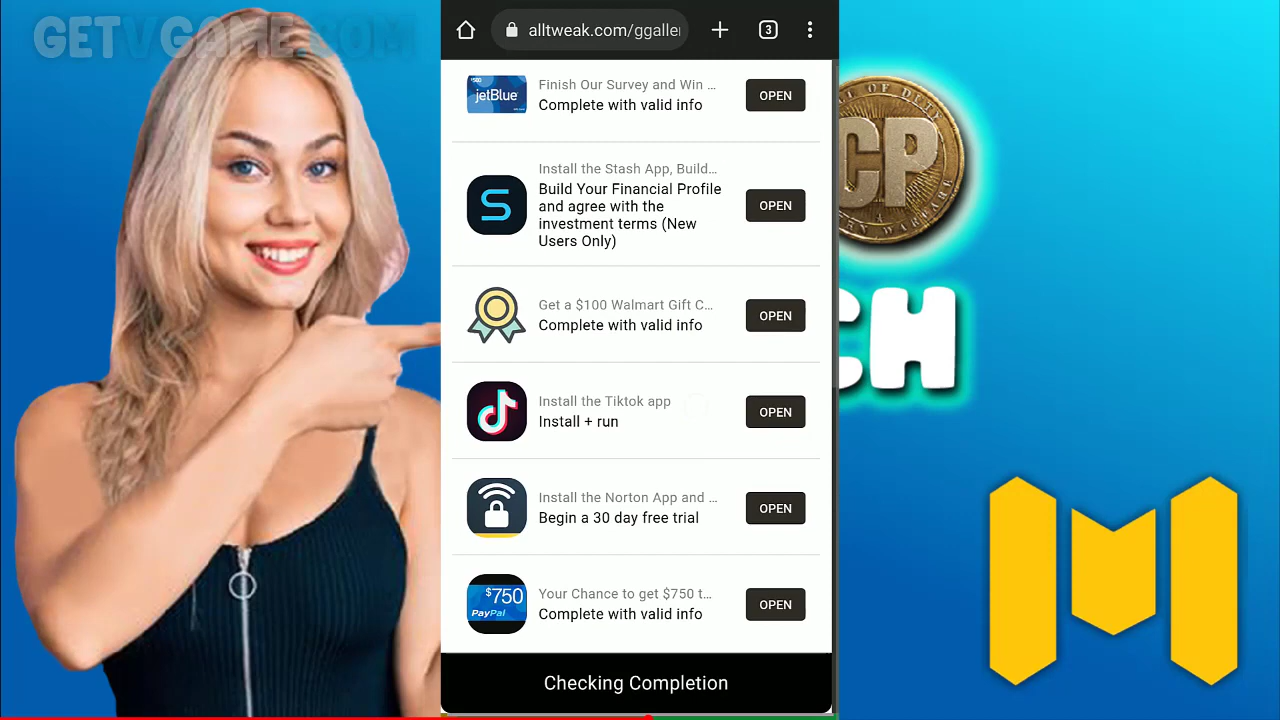 GETVGAME.COM
alltweak.com/ggaller
3
$500
jetBlue
Finish Our Survey and Win ...
Complete with valid info
OPEN
Install the Stash App, Build...
Build Your Financial Profile
and agree with the
investment terms (New
Users Only)
OPEN
S
Get a $100 Walmart Gift C...
Complete with valid info
OPEN
Install the Tiktok app
Install + run
OPEN
Install the Norton App and ...
Begin a 30 day free trial
OPEN
$750
PayPal
Your Chance to get $750 t...
Complete with valid info
OPEN
Checking Completion
CP
CH